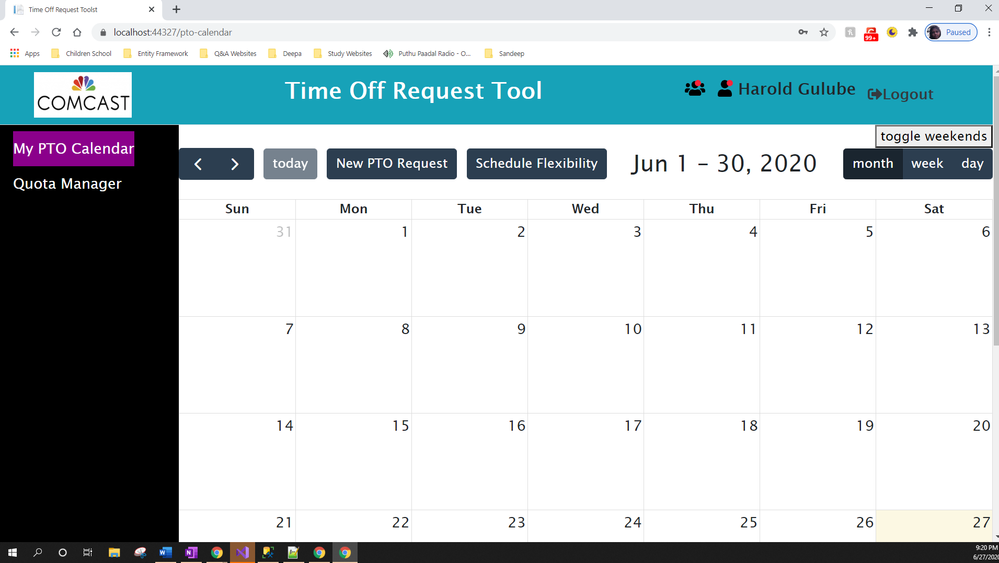 Time Off Request Toolst
localhost:44327/pto-calendar
99+
Paused
Apps Children School Entity Framework Q&A Websites Deepa Study Websites Puthu Paadal Radio - O... Sandeep
COMCAST
Time Off Request Tool
Harold Gulube
Logout
My PTO Calendar
Quota Manager
toggle weekends
today New PTO Request Schedule Flexibility Jun 1 – 30, 2020 month week day
Sun Mon Tue Wed Thu Fri Sat
31 1 2 3 4 5 6
7 8 9 10 11 12 13
14 15 16 17 18 19 20
21 22 23 24 25 26 27
9:20 PM
6/27/2020